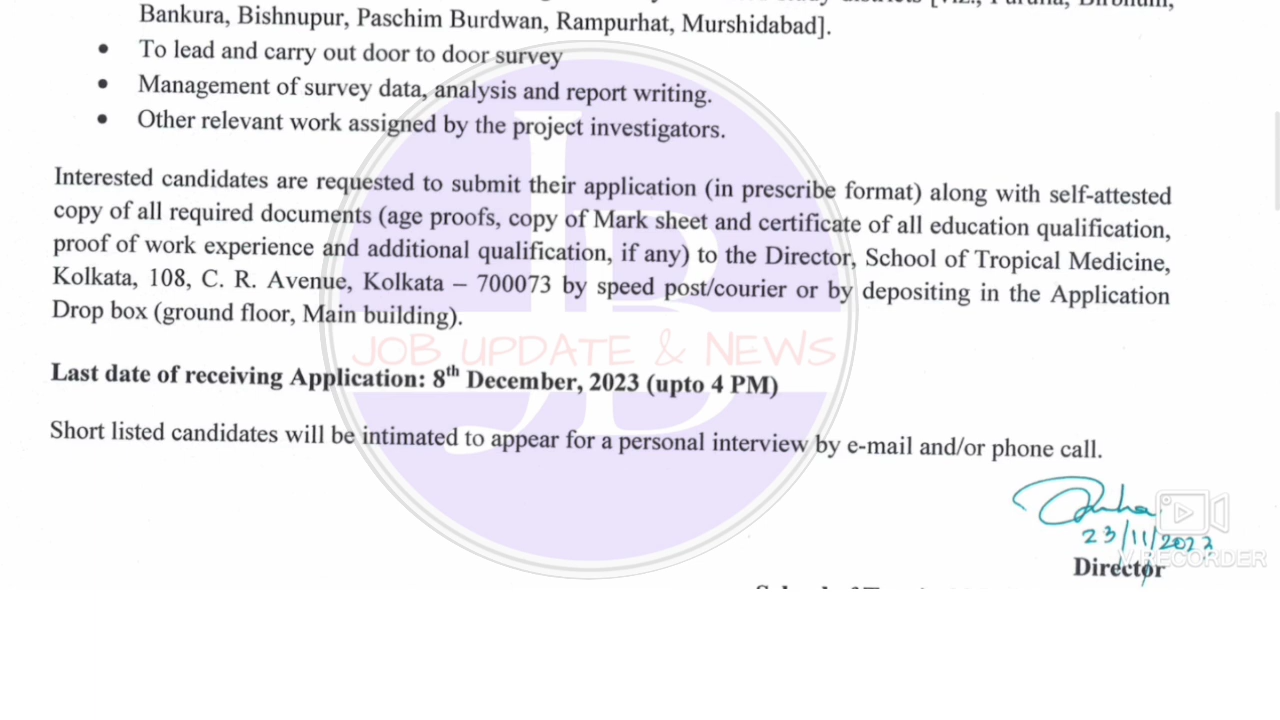 Bankura, Bishnupur, Paschim Burdwan, Rampurhat, Murshidabad].
• To lead and carry out door to door survey
• Management of survey data, analysis and report writing.
• Other relevant work assigned by the project investigators.
Interested candidates are requested to submit their application (in prescribe format) along with self-attested
copy of all required documents (age proofs, copy of Mark sheet and certificate of all education qualification,
proof of work experience and additional qualification, if any) to the Director, School of Tropical Medicine,
Kolkata, 108, C. R. Avenue, Kolkata – 700073 by speed post/courier or by depositing in the Application
Drop box (ground floor, Main building).
JOB UPDATE & NEWS
Last date of receiving Application: 8th December, 2023 (upto 4 PM)
Short listed candidates will be intimated to appear for a personal interview by e-mail and/or phone call.
23/11/2023
V RECORDER
Director